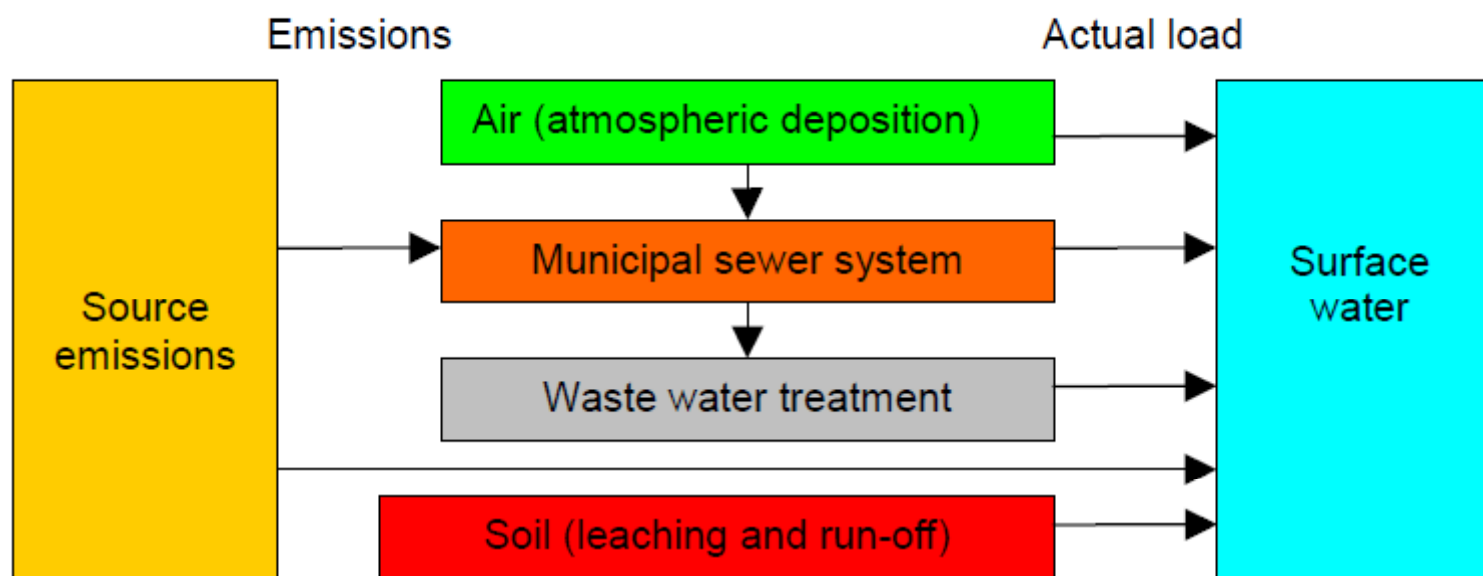 Emissions
Actual load
Air (atmospheric deposition)
Municipal sewer system
Source
emissions
Surface
water
Waste water treatment
Soil (leaching and run-off)